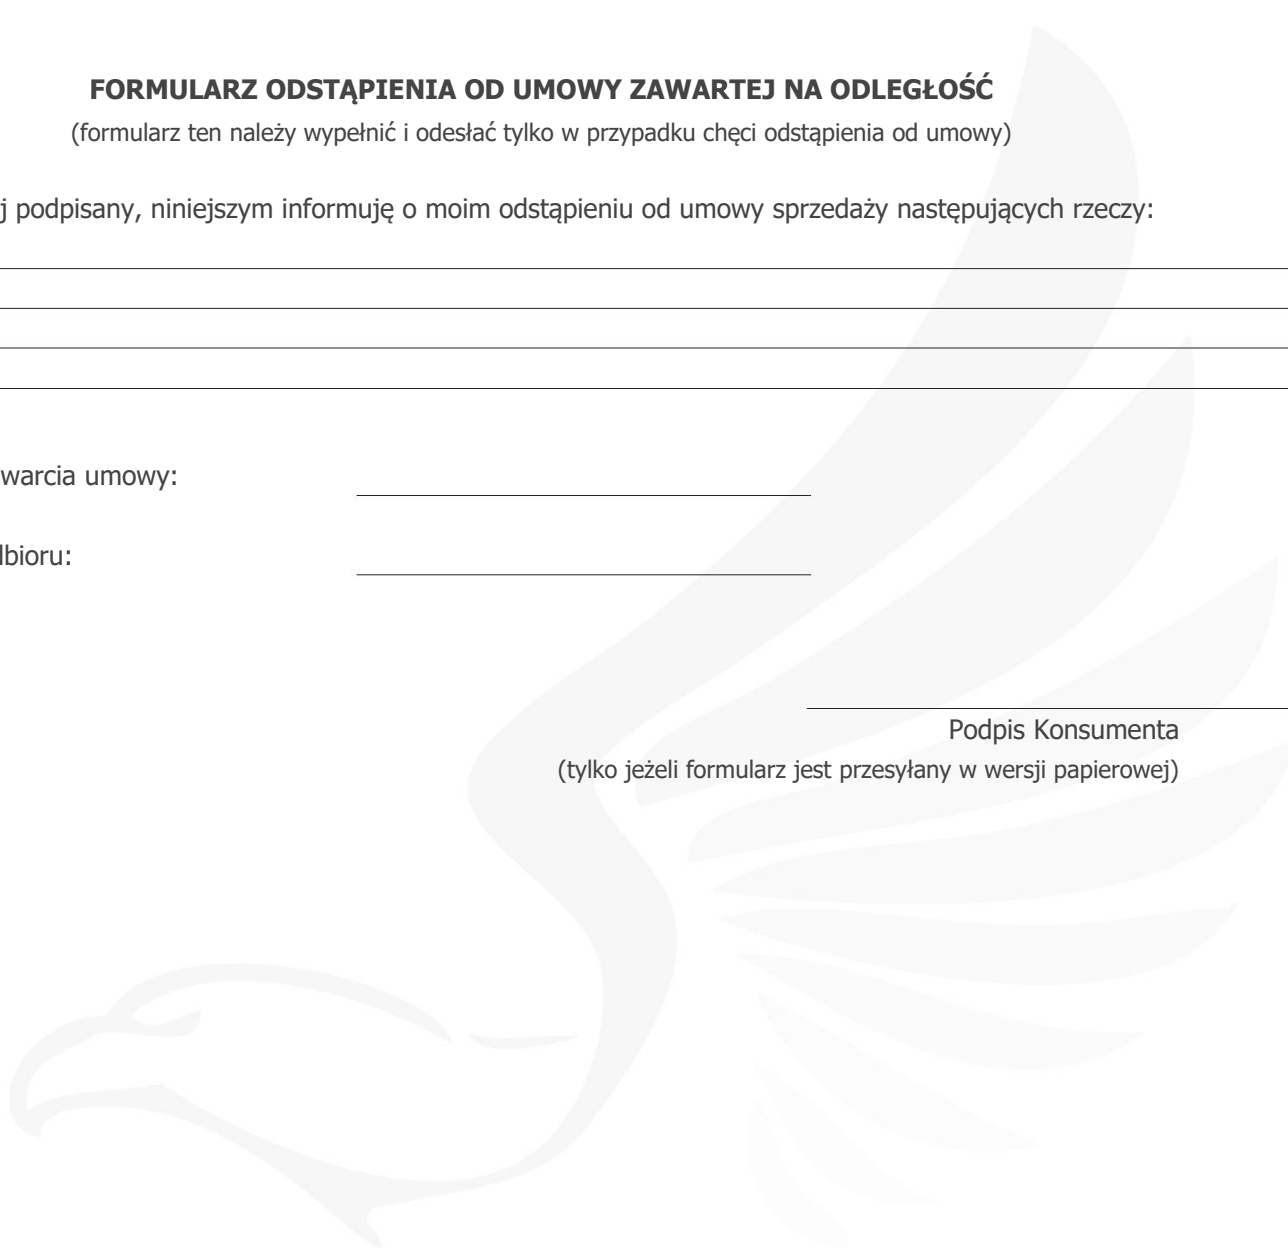 FORMULARZ ODSTĄPIENIA OD UMOWY ZAWARTEJ NA ODLEGŁOŚĆ
(formularz ten należy wypełnić i odesłać tylko w przypadku chęci odstąpienia od umowy)
j podpisany, niniejszym informuję o moim odstąpieniu od umowy sprzedaży następujących rzeczy:
warcia umowy:
bioru:
Podpis Konsumenta
(tylko jeżeli formularz jest przesyłany w wersji papierowej)